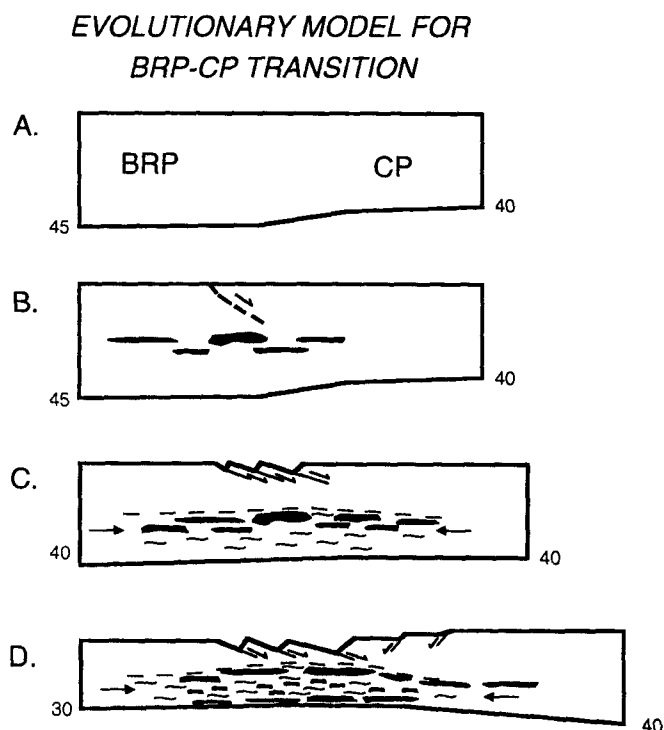 EVOLUTIONARY MODEL FOR
BRP-CP TRANSITION
A.
BRP CP
45 40
B.
45 40
C.
40 40
D.
30 40